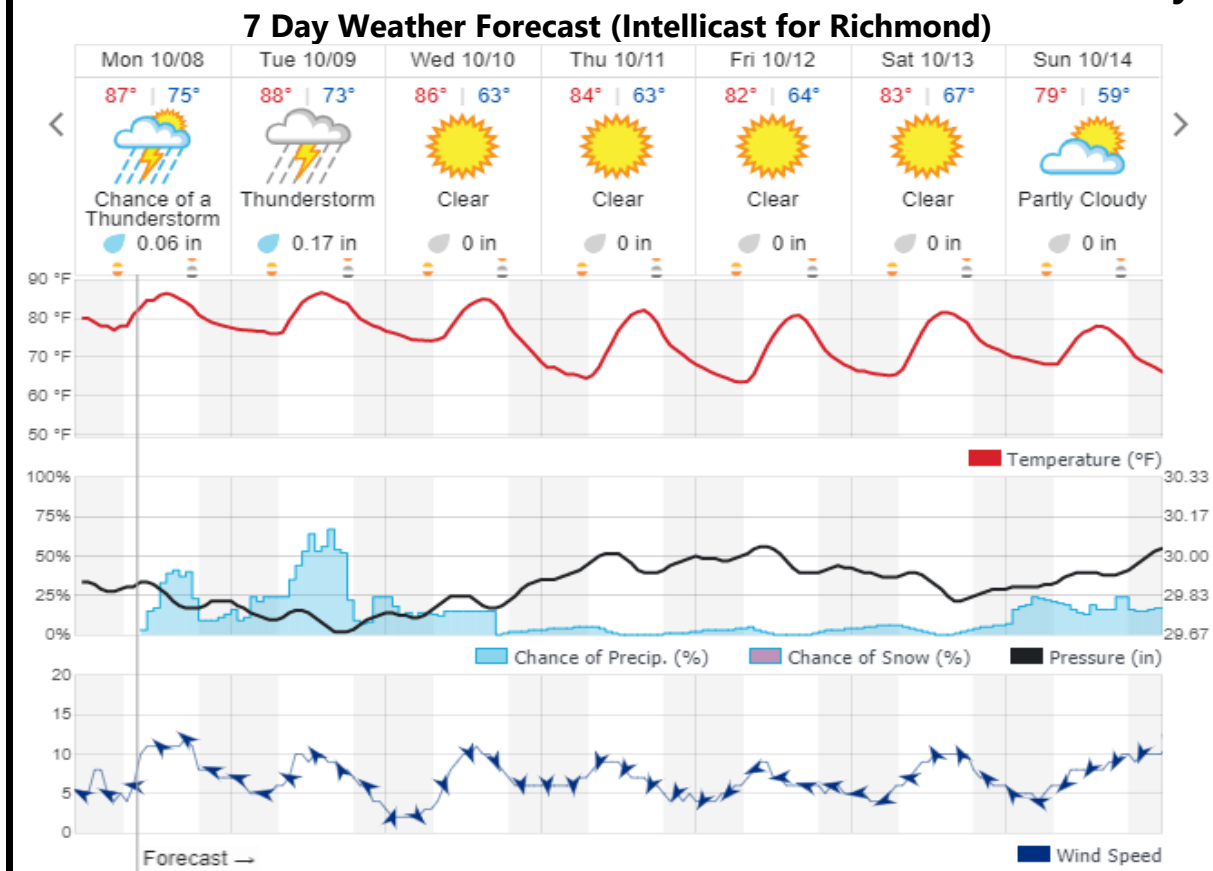 7 Day Weather Forecast (Intellicast for Richmond)
Mon 10/08 Tue 10/09 Wed 10/10 Thu 10/11 Fri 10/12 Sat 10/13 Sun 10/14
87° | 75° 88° | 73° 86° | 63° 84° | 63° 82° | 64° 83° | 67° 79° | 59°
Chance of a Thunderstorm Thunderstorm Clear Clear Clear Clear Partly Cloudy
0.06 in 0.17 in 0 in 0 in 0 in 0 in 0 in
90 °F
80 °F
70 °F
60 °F
50 °F
Temperature (°F)
100% 30.33
75% 30.17
50% 30.00
25% 29.83
0% 29.67
Chance of Precip. (%) Chance of Snow (%) Pressure (in)
20
15
10
5
0
Forecast →
Wind Speed